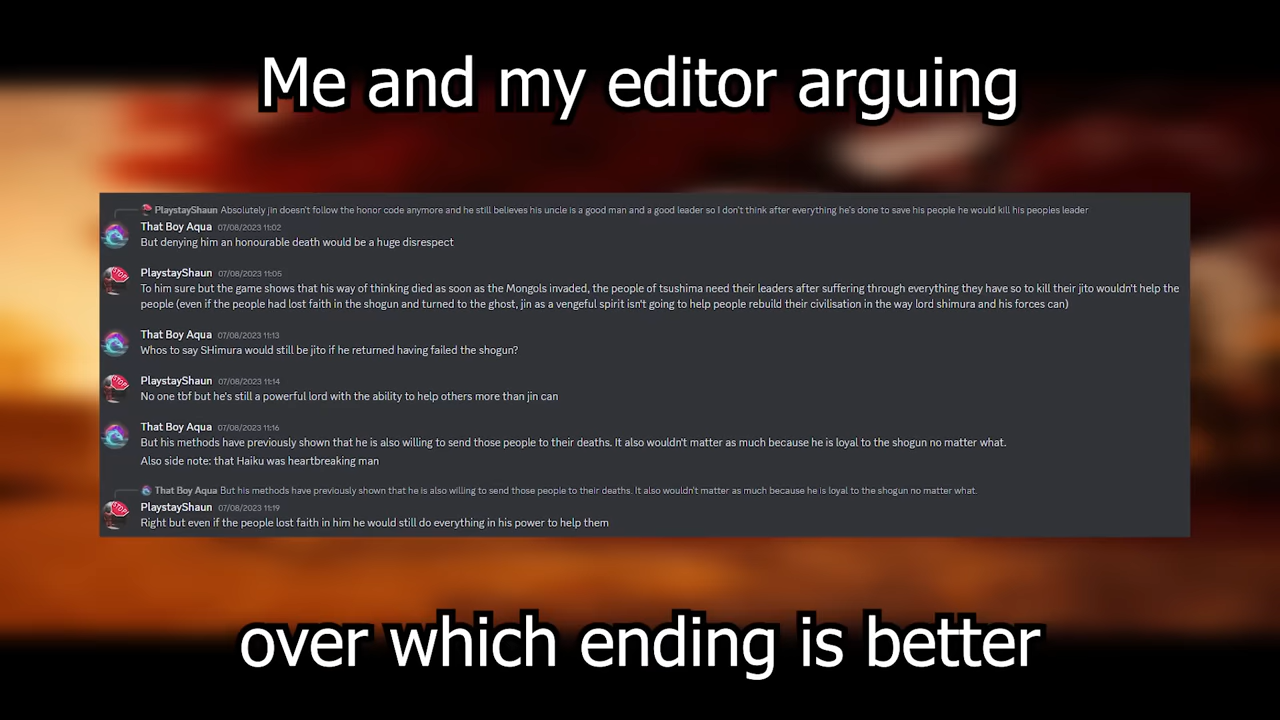 Me and my editor arguing
PlaystayShaun Absolutely jin doesn't follow the honor code anymore and he still believes his uncle is a good man and a good leader so I don't think after everything he's done to save his people he would kill his peoples leader
That Boy Aqua 07/08/2023 11:02
But denying him an honourable death would be a huge disrespect
PlaystayShaun 07/08/2023 11:05
To him sure but the game shows that his way of thinking died as soon as the Mongols invaded, the people of tsushima need their leaders after suffering through everything they have so to kill their jito wouldn't help the
people (even if the people had lost faith in the shogun and turned to the ghost, jin as a vengeful spirit isn't going to help people rebuild their civilisation in the way lord shimura and his forces can)
That Boy Aqua 07/08/2023 11:13
Whos to say SHimura would still be jito if he returned having failed the shogun?
PlaystayShaun 07/08/2023 11:14
No one tbf but he's still a powerful lord with the ability to help others more than jin can
That Boy Aqua 07/08/2023 11:16
But his methods have previously shown that he is also willing to send those people to their deaths. It also wouldn't matter as much because he is loyal to the shogun no matter what.
Also side note: that Haiku was heartbreaking man
That Boy Aqua But his methods have previously shown that he is also willing to send those people to their deaths. It also wouldn't matter as much because he is loyal to the shogun no matter what.
PlaystayShaun 07/08/2023 11:19
Right but even if the people lost faith in him he would still do everything in his power to help them
over which ending is better